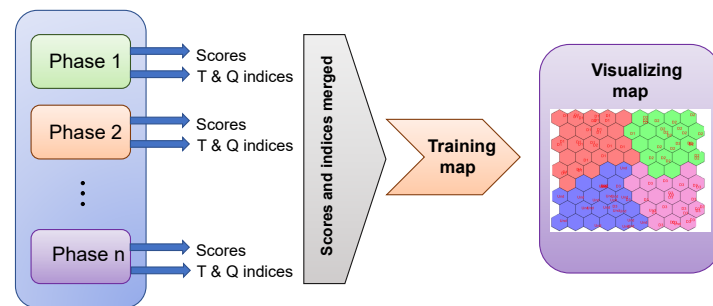 Phase 1
Scores
T & Q indices
Phase 2
Scores
T & Q indices
Phase n
Scores
T & Q indices
Scores and indices merged
Training
map
Visualizing
map